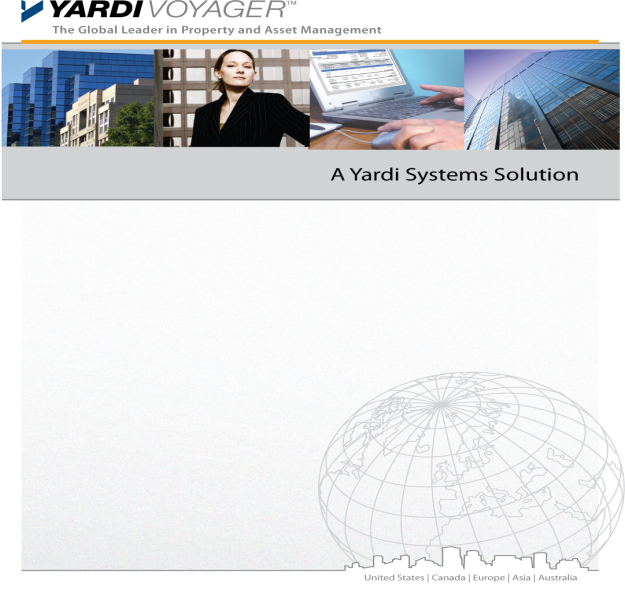 YARDI VOYAGER™
The Global Leader in Property and Asset Management
A Yardi Systems Solution
United States | Canada | Europe | Asia | Australia